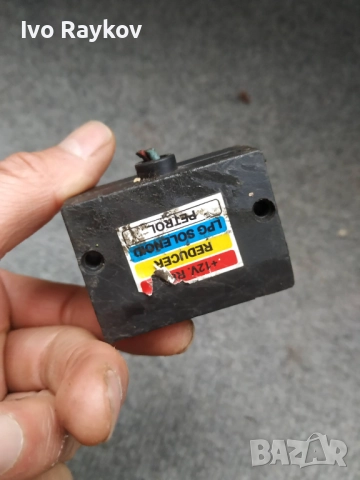 Ivo Raykov
+12V. R
REDUCER
LPG SOLENOID
PETROL
BAZAR